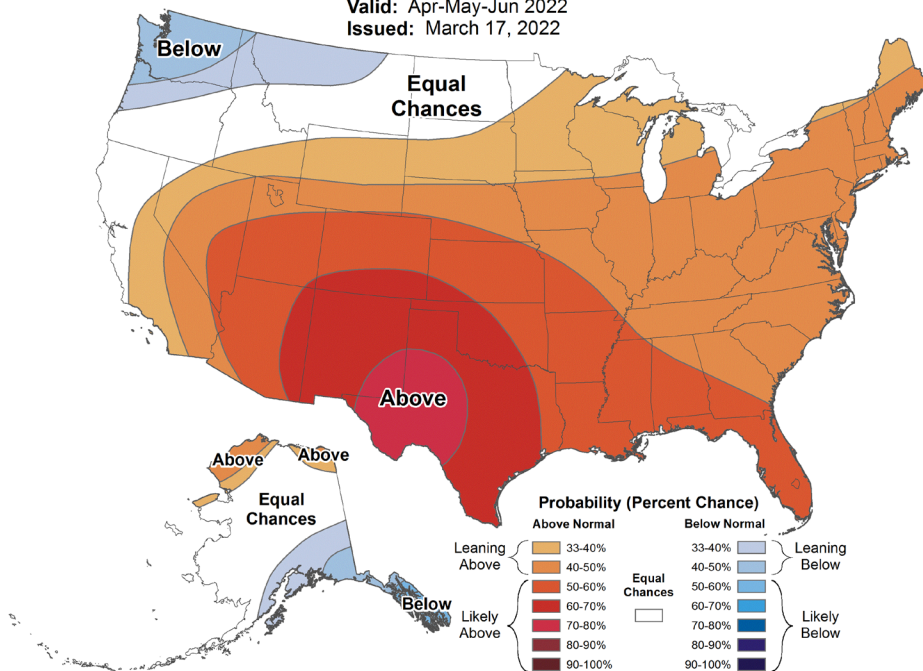 Valid: Apr-May-Jun 2022
Issued: March 17, 2022
Below
Equal
Chances
Above
Above
Above
Equal
Chances
Below
Probability (Percent Chance)
Above Normal
Below Normal
Leaning
Above
33-40%
40-50%
50-60%
60-70%
70-80%
80-90%
90-100%
Likely
Above
Equal
Chances
33-40%
40-50%
50-60%
60-70%
70-80%
80-90%
90-100%
Leaning
Below
Likely
Below